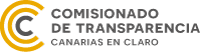 COMISIONADO
DE TRANSPARENCIA
CANARIAS EN CLARO